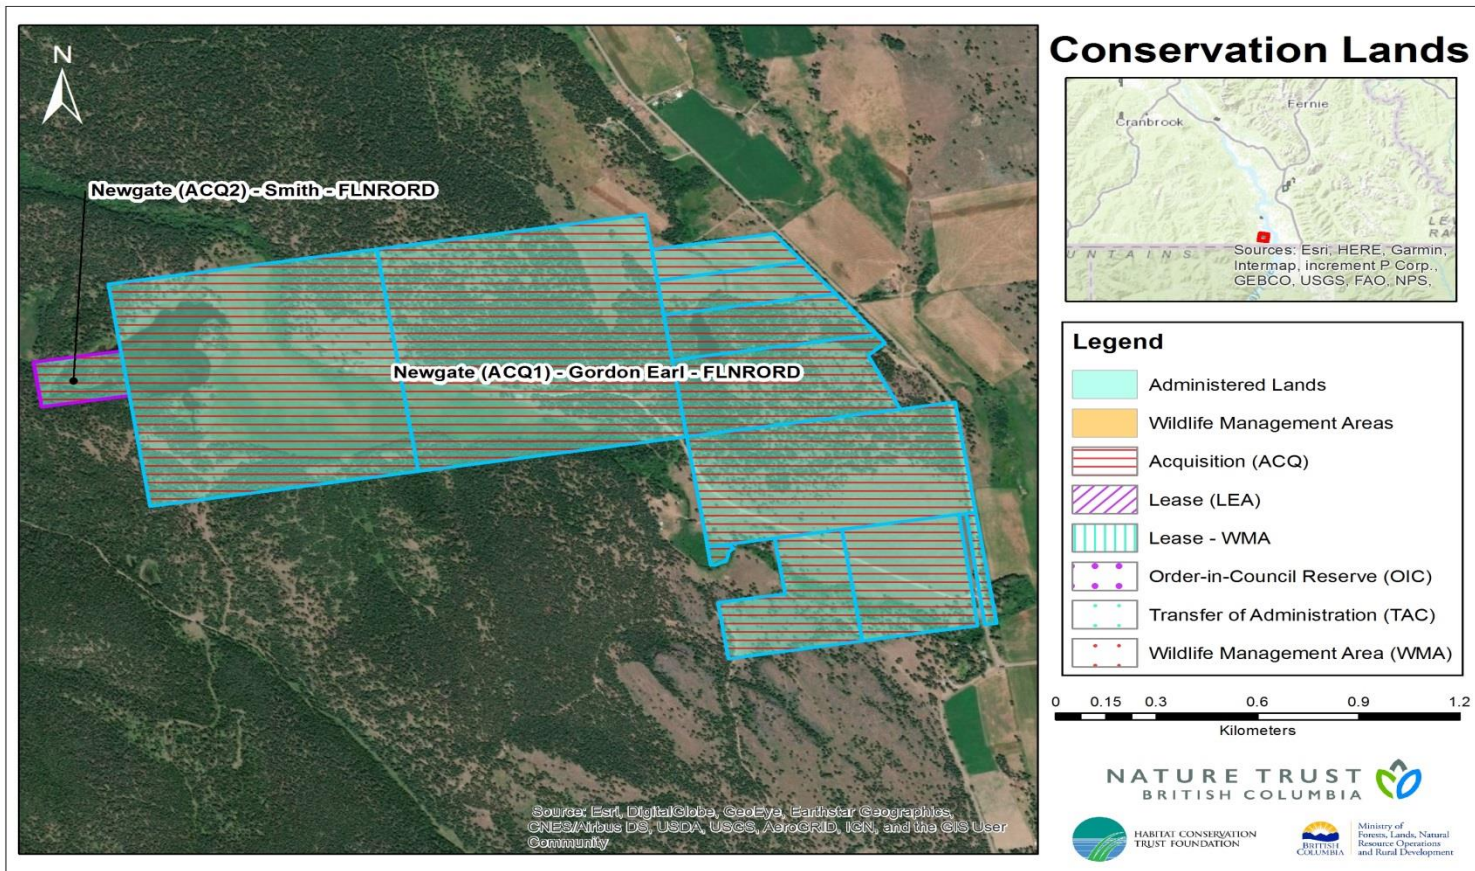 N
Newgate (ACQ2) - Smith - FLNRORD
Newgate (ACQ1) - Gordon Earl - FLNRORD
Source: Esri, DigitalGlobe, GeoEye, Earthstar Geographics,
CNES/Airbus DS, USDA, USGS, AeroGRID, IGN, and the GIS User
Community
Conservation Lands
Fernie
Cranbrook
LE
RA
UNTAINS
Sources: Esri, HERE, Garmin,
Intermap, increment P Corp.,
GEBCO, USGS, FAO, NPS,
Legend
Administered Lands
Wildlife Management Areas
Acquisition (ACQ)
Lease (LEA)
Lease - WMA
Order-in-Council Reserve (OIC)
Transfer of Administration (TAC)
Wildlife Management Area (WMA)
0 0.15 0.3 0.6 0.9 1.2
Kilometers
NATURE TRUST
BRITISH COLUMBIA
HABITAT CONSERVATION
TRUST FOUNDATION
BRITISH
COLUMBIA
Ministry of
Forests, Lands, Natural
Resource Operations
and Rural Development